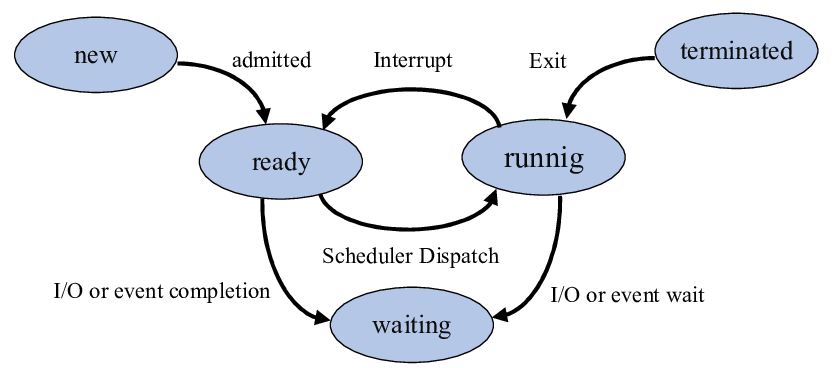 new
admitted
Interrupt
Exit
terminated
ready
runnig
Scheduler Dispatch
I/O or event completion
I/O or event wait
waiting